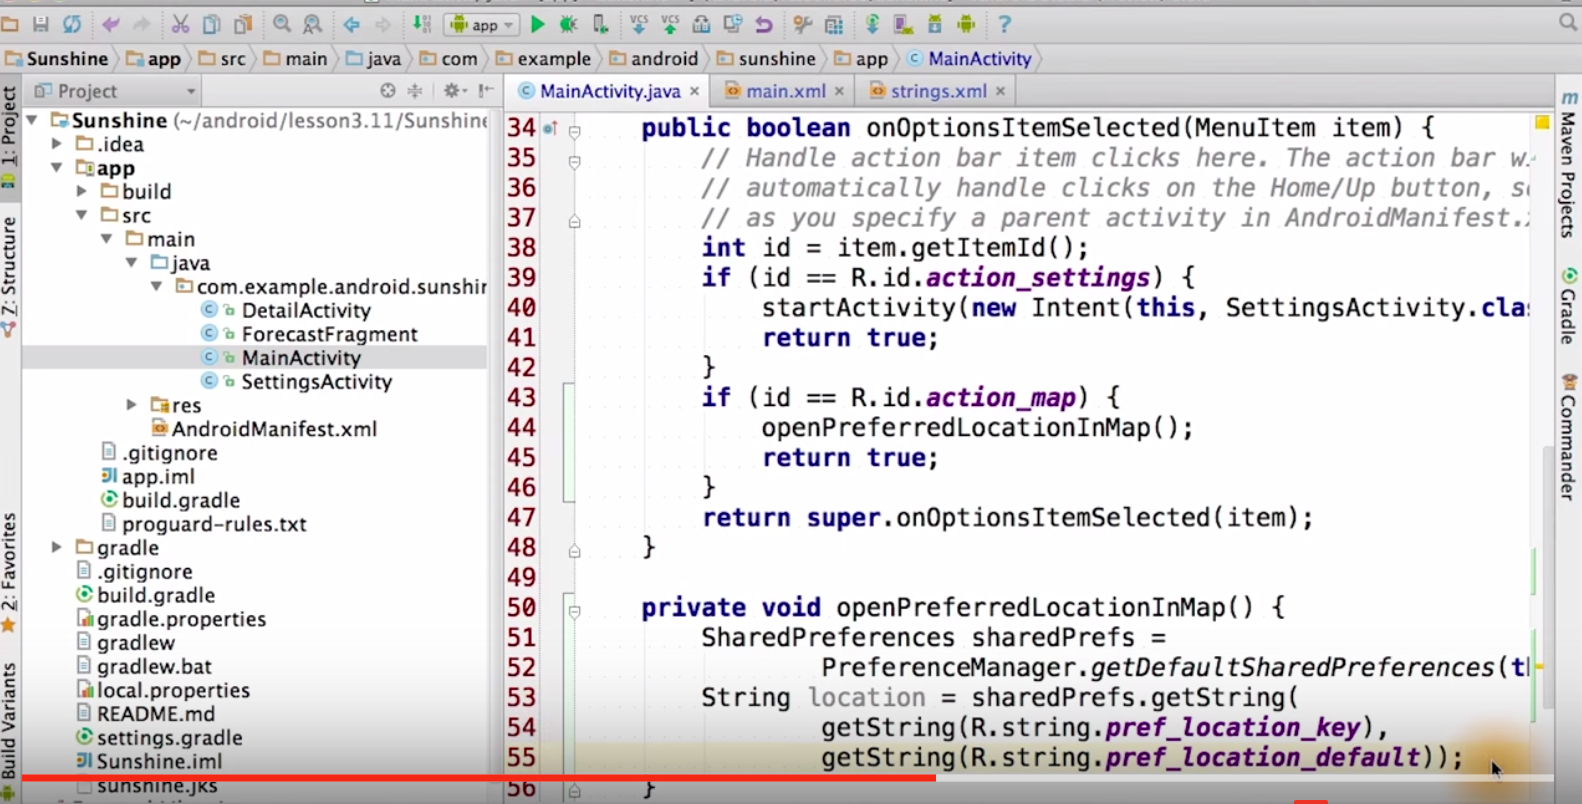 app
Sunshine app src main java com example android sunshine app MainActivity
Project
MainActivity.java × main.xml × strings.xml ×
1: Project
Z: Structure
2: Favorites
Build Variants
Sunshine (~/android/lesson3.11/Sunshine
.idea
app
build
src
main
java
com.example.android.sunshir
DetailActivity
ForecastFragment
MainActivity
SettingsActivity
res
AndroidManifest.xml
.gitignore
app.iml
build.gradle
proguard-rules.txt
gradle
.gitignore
build.gradle
gradle.properties
gradlew
gradlew.bat
local.properties
README.md
settings.gradle
Sunshine.iml
sunshine.jks
34 public boolean onOptionsItemSelected(MenuItem item) {
35 // Handle action bar item clicks here. The action bar w
36 // automatically handle clicks on the Home/Up button, s
37 // as you specify a parent activity in AndroidManifest.
38 int id = item.getItemId();
39 if (id == R.id.action_settings) {
40 startActivity(new Intent(this, SettingsActivity.clas
41 return true;
42 }
43 if (id == R.id.action_map) {
44 openPreferredLocationInMap();
45 return true;
46 }
47 return super.onOptionsItemSelected(item);
48 }
49
50 private void openPreferredLocationInMap() {
51 SharedPreferences sharedPrefs =
52 PreferenceManager.getDefaultSharedPreferences(t
53 String location = sharedPrefs.getString(
54 getString(R.string.pref_location_key),
55 getString(R.string.pref_location_default));
56 }
Maven Projects
Gradle
Commander